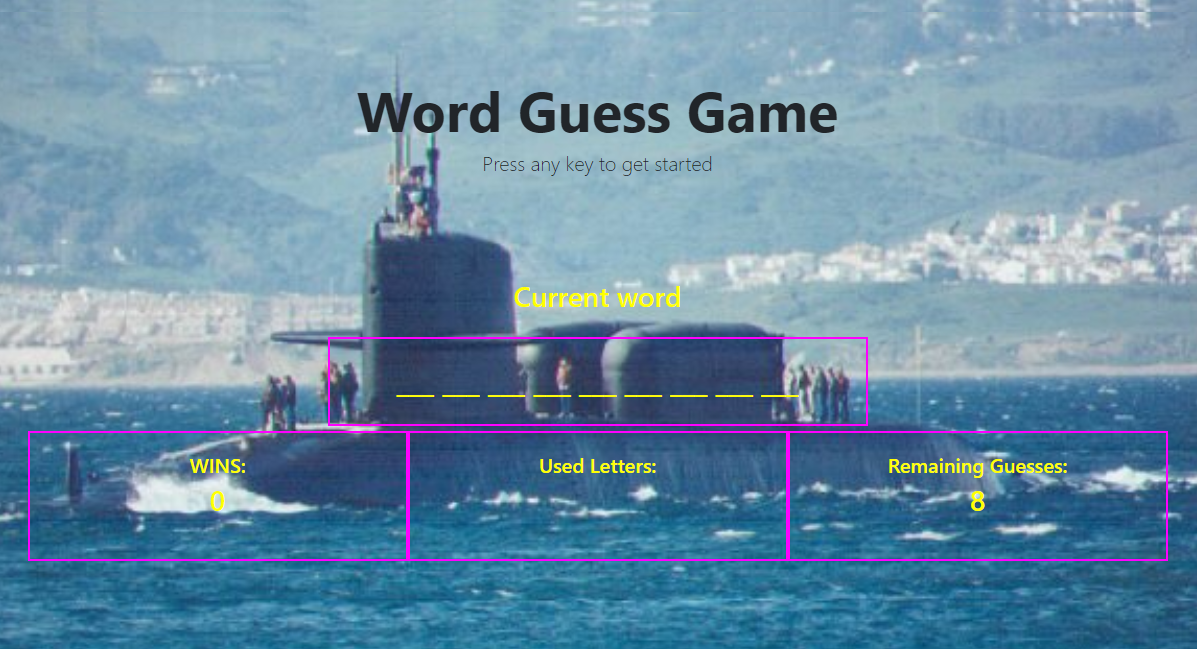 Word Guess Game
Press any key to get started
Current word
_ _ _ _ _ _ _ _ _
WINS:
0
Used Letters:
Remaining Guesses:
8